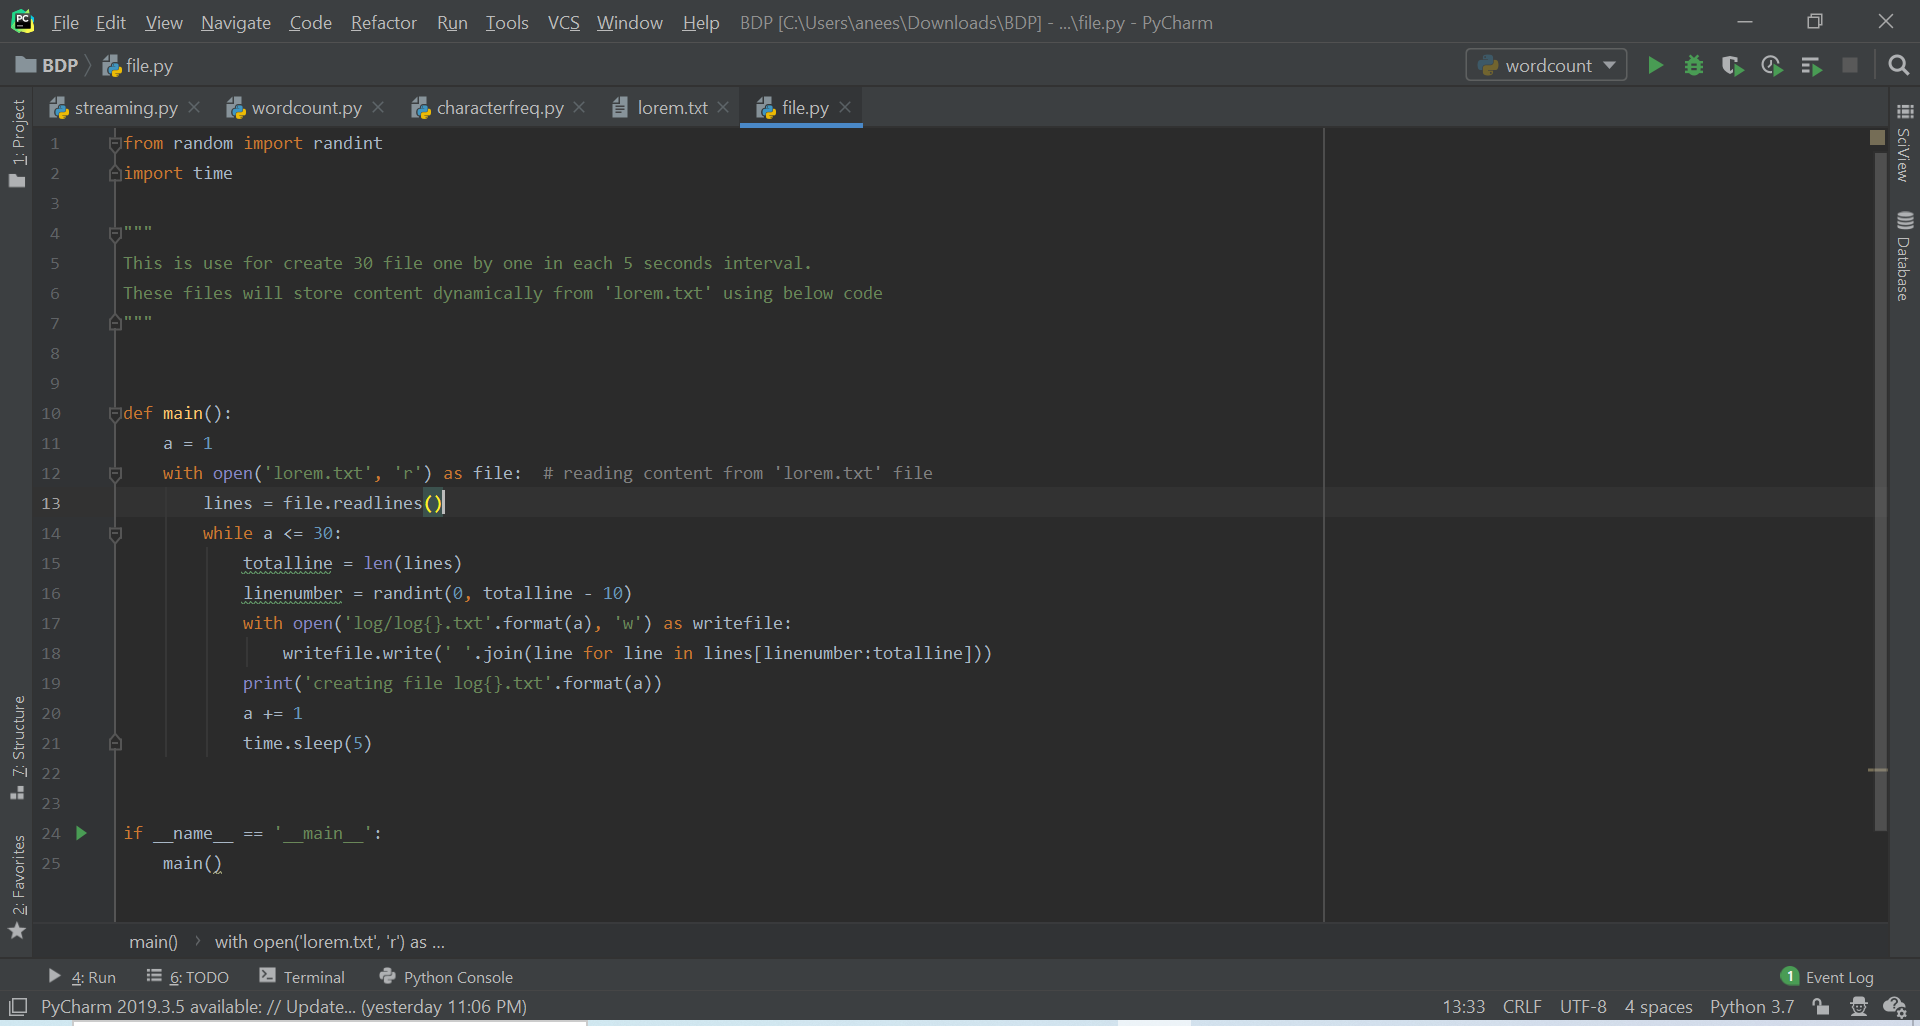 PC File Edit View Navigate Code Refactor Run Tools VCS Window Help BDP [C:\Users\anees\Downloads\BDP] - ...\file.py - PyCharm
BDP file.py wordcount
streaming.py wordcount.py characterfreq.py lorem.txt file.py
1 from random import randint
2 import time
3
4 """
5 This is use for create 30 file one by one in each 5 seconds interval.
6 These files will store content dynamically from 'lorem.txt' using below code
7 """
8
9
10 def main():
11     a = 1
12     with open('lorem.txt', 'r') as file:  # reading content from 'lorem.txt' file
13         lines = file.readlines()
14         while a <= 30:
15             totalline = len(lines)
16             linenumber = randint(0, totalline - 10)
17             with open('log/log{}.txt'.format(a), 'w') as writefile:
18                 writefile.write(' '.join(line for line in lines[linenumber:totalline]))
19             print('creating file log{}.txt'.format(a))
20             a += 1
21             time.sleep(5)
22
23
24 if __name__ == '__main__':
25     main()
1: Project
7: Structure
2: Favorites
SciView
Database
main() › with open('lorem.txt', 'r') as ...
4: Run 6: TODO Terminal Python Console 1 Event Log
PyCharm 2019.3.5 available: // Update... (yesterday 11:06 PM) 13:33 CRLF UTF-8 4 spaces Python 3.7